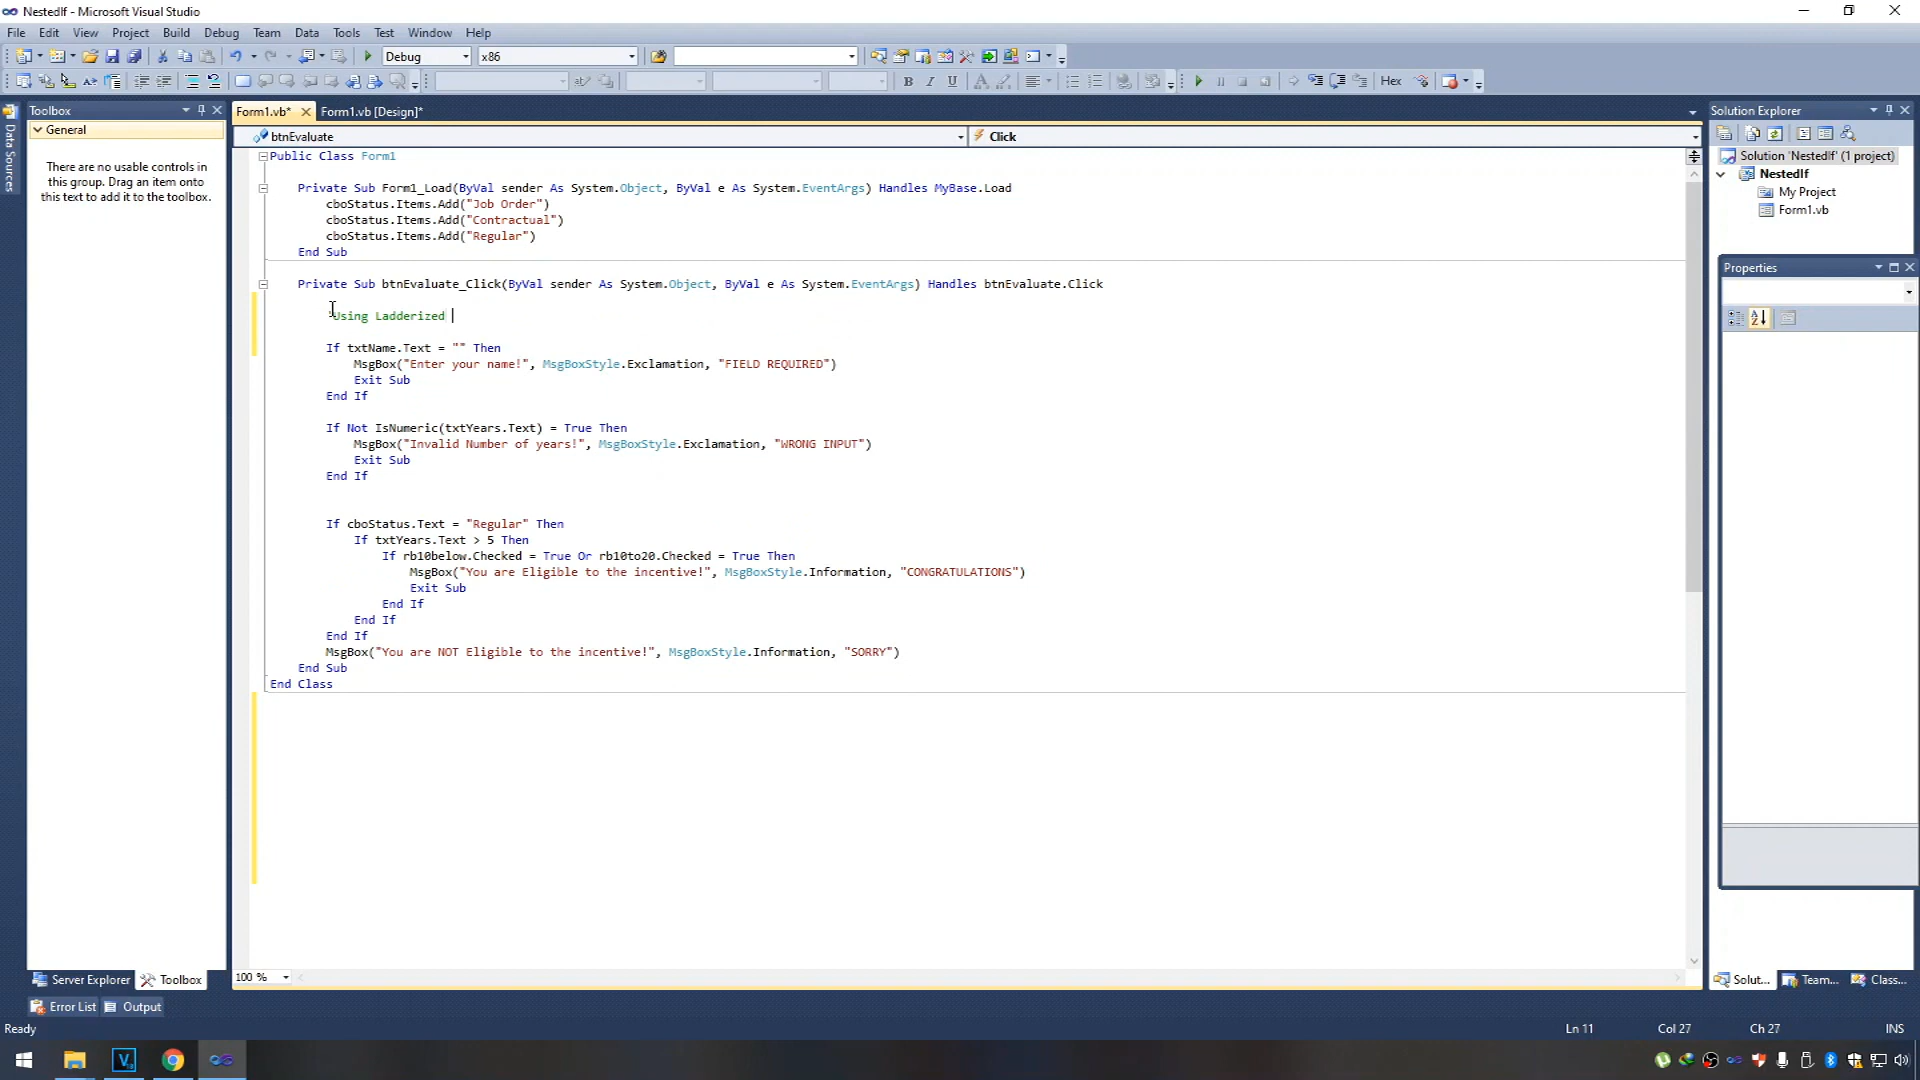 NestedIf - Microsoft Visual Studio
File Edit View Project Build Debug Team Data Tools Test Window Help
Debug x86
B I U A Hex
Data Sources
Toolbox
General
There are no usable controls in
this group. Drag an item onto
this text to add it to the toolbox.
Form1.vb* Form1.vb [Design]*
btnEvaluate Click
Public Class Form1
Private Sub Form1_Load(ByVal sender As System.Object, ByVal e As System.EventArgs) Handles MyBase.Load
cboStatus.Items.Add("Job Order")
cboStatus.Items.Add("Contractual")
cboStatus.Items.Add("Regular")
End Sub
Private Sub btnEvaluate_Click(ByVal sender As System.Object, ByVal e As System.EventArgs) Handles btnEvaluate.Click
'Using Ladderized
If txtName.Text = "" Then
MsgBox("Enter your name!", MsgBoxStyle.Exclamation, "FIELD REQUIRED")
Exit Sub
End If
If Not IsNumeric(txtYears.Text) = True Then
MsgBox("Invalid Number of years!", MsgBoxStyle.Exclamation, "WRONG INPUT")
Exit Sub
End If
If cboStatus.Text = "Regular" Then
If txtYears.Text > 5 Then
If rb10below.Checked = True Or rb10to20.Checked = True Then
MsgBox("You are Eligible to the incentive!", MsgBoxStyle.Information, "CONGRATULATIONS")
Exit Sub
End If
End If
End If
MsgBox("You are NOT Eligible to the incentive!", MsgBoxStyle.Information, "SORRY")
End Sub
End Class
100 %
Solution Explorer
Solution 'NestedIf' (1 project)
NestedIf
My Project
Form1.vb
Properties
Server Explorer Toolbox
Solut... Team... Class...
Error List Output
Ready Ln 11 Col 27 Ch 27 INS